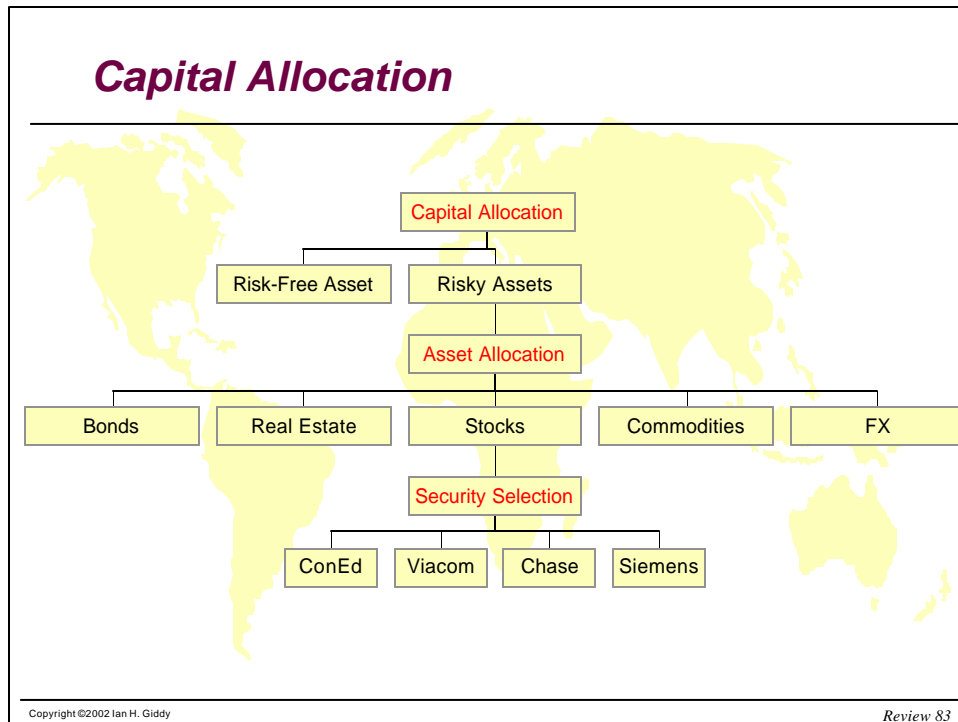 Capital Allocation
Capital Allocation
Risk-Free Asset
Risky Assets
Asset Allocation
Bonds
Real Estate
Stocks
Commodities
FX
Security Selection
ConEd
Viacom
Chase
Siemens
Copyright ©2002 Ian H. Giddy
Review 83